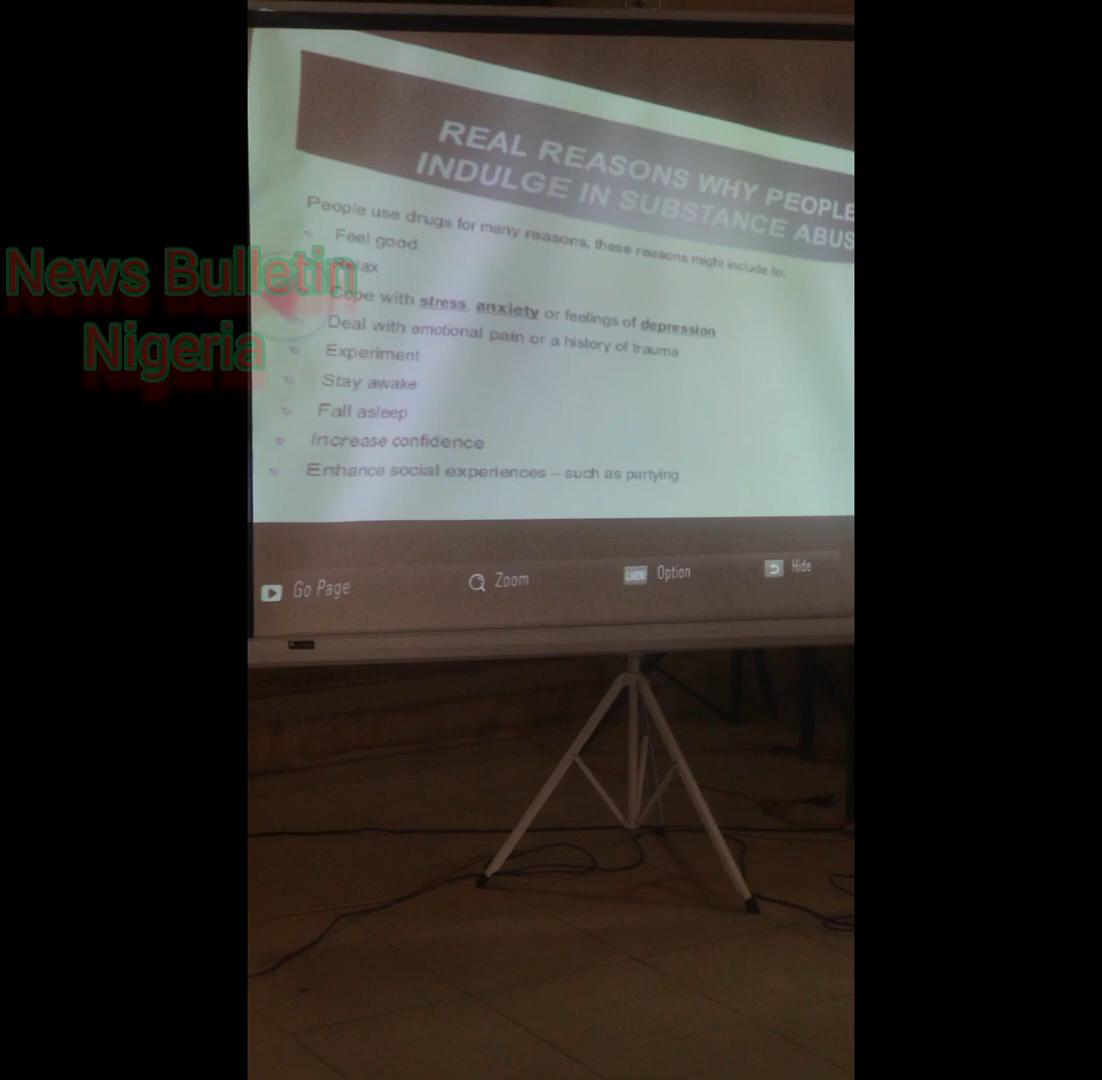 REAL REASONS WHY PEOPLE
INDULGE IN SUBSTANCE ABUS
People use drugs for many reasons, these reasons might include to:
Feel good
Relax
Cope with stress, anxiety or feelings of depression
Deal with emotional pain or a history of trauma
Experiment
Stay awake
Fall asleep
Increase confidence
Enhance social experiences – such as partying
News Bulletin
Nigeria
Go Page
Zoom
Option
Hide